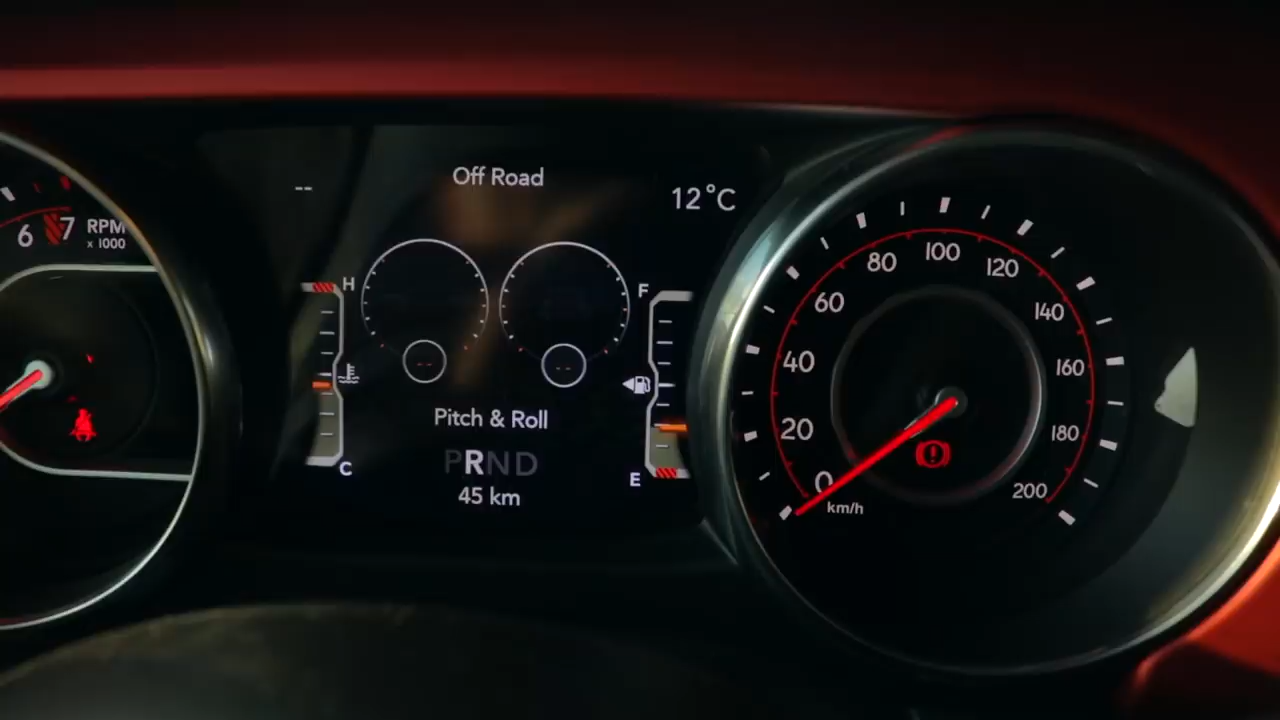 Off Road
--
12°C
6 7 RPM
x 1000
H
F
-- --
Pitch & Roll
PRND
C
E
45 km
0
20
40
60
80
100
120
140
160
180
200
km/h